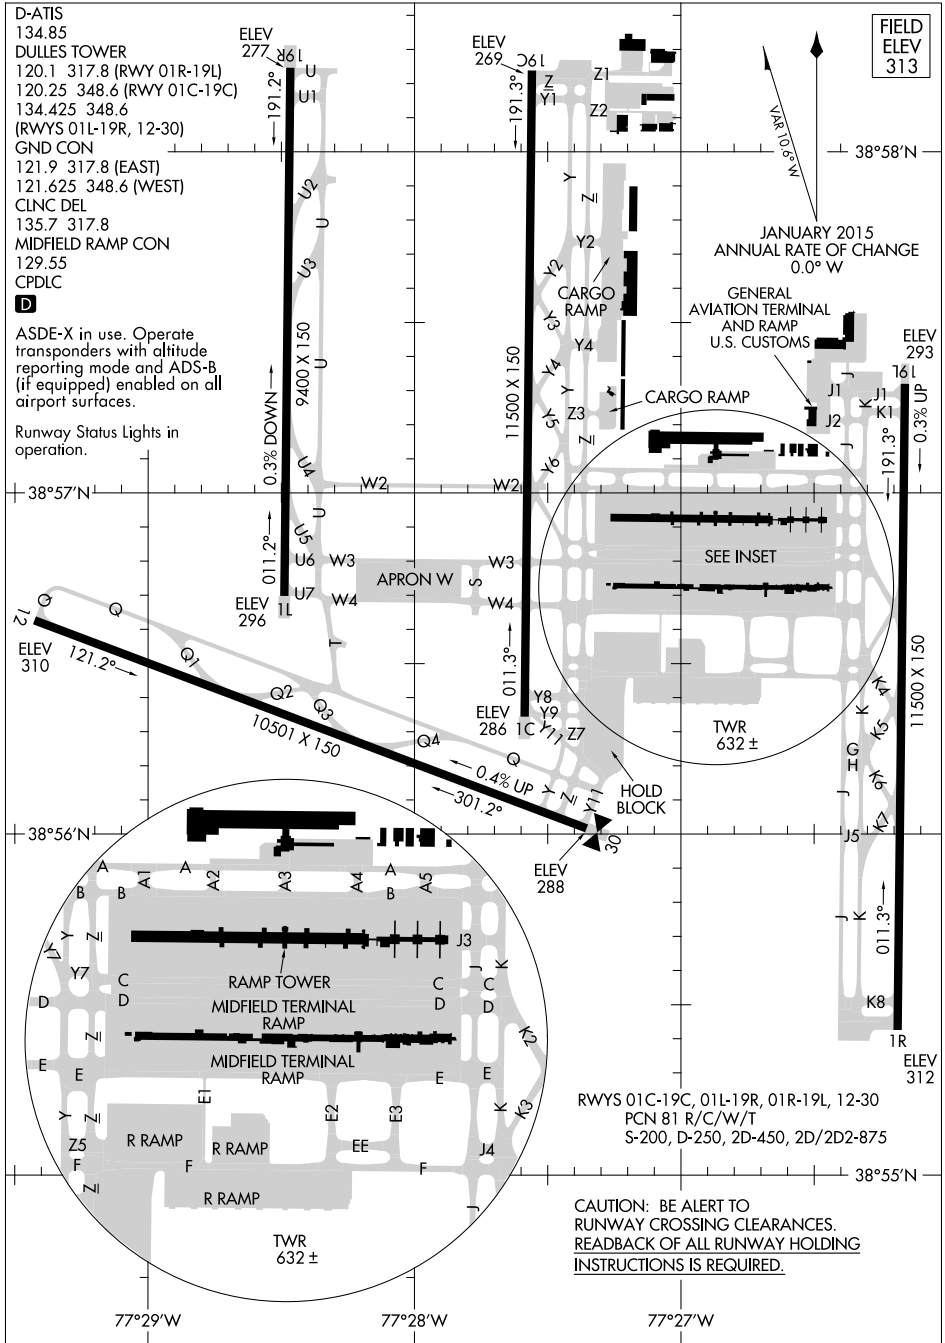 D-ATIS
134.85
DULLES TOWER
120.1 317.8 (RWY 01R-19L)
120.25 348.6 (RWY 01C-19C)
134.425 348.6
(RWYS 01L-19R, 12-30)
GND CON
121.9 317.8 (EAST)
121.625 348.6 (WEST)
CLNC DEL
135.7 317.8
MIDFIELD RAMP CON
129.55
CPDLC
D
ASDE-X in use. Operate
transponders with altitude
reporting mode and ADS-B
(if equipped) enabled on all
airport surfaces.
Runway Status Lights in
operation.
ELEV
277
19R
U
U1
191.2°
U2
U
U3
U
9400 X 150
0.3% DOWN
U4
U
U5
U6
U7
011.2°
1L
ELEV
296
W2
W2
W3
W3
W4
W4
APRON W
S
T
ELEV
269
19C
191.3°
Z
Y1
Z1
Z2
Y
Z
Y2
Y2
Y3
Y4
Y4
Y
Y5
Z3
Z
Y6
11500 X 150
CARGO
RAMP
CARGO RAMP
011.3°
ELEV
286
1C
Y8
Y9
Y11
Z7
Y
Z
Y11
HOLD
BLOCK
FIELD
ELEV
313
VAR 10.6° W
38°58'N
JANUARY 2015
ANNUAL RATE OF CHANGE
0.0° W
GENERAL
AVIATION TERMINAL
AND RAMP
U.S. CUSTOMS
ELEV
293
19L
J
J1
J1
K
K1
J2
J
191.3°
0.3% UP
38°57'N
SEE INSET
11500 X 150
K4
K
K5
G
H
K6
J
K7
J5
J
K
011.3°
K8
1R
ELEV
312
TWR
632 ±
Q
Q
12
ELEV
310
121.2°
Q1
Q2
Q3
10501 X 150
Q4
Q
0.4% UP
301.2°
30
ELEV
288
38°56'N
A
A1
A
A2
A3
A4
A
A5
B
B
B
Y
Z
Y7
Y7
J3
J
K
RAMP TOWER
C
C
C
D
D
D
D
MIDFIELD TERMINAL
RAMP
Z
K2
MIDFIELD TERMINAL
RAMP
E
E
E
E
E1
E2
E3
K
K3
Y
Z
Z5
R RAMP
R RAMP
EE
J4
F
F
F
Z
R RAMP
J
TWR
632 ±
RWYS 01C-19C, 01L-19R, 01R-19L, 12-30
PCN 81 R/C/W/T
S-200, D-250, 2D-450, 2D/2D2-875
38°55'N
CAUTION: BE ALERT TO
RUNWAY CROSSING CLEARANCES.
READBACK OF ALL RUNWAY HOLDING
INSTRUCTIONS IS REQUIRED.
77°29'W
77°28'W
77°27'W